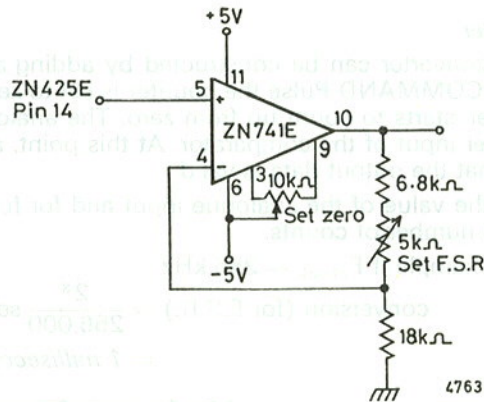 +5V
ZN425E
Pin 14
5
11
+
ZN741E
10
4
-
3
9
6
10kΩ
Set zero
-5V
6.8kΩ
5kΩ
Set F.S.R
18kΩ
4763